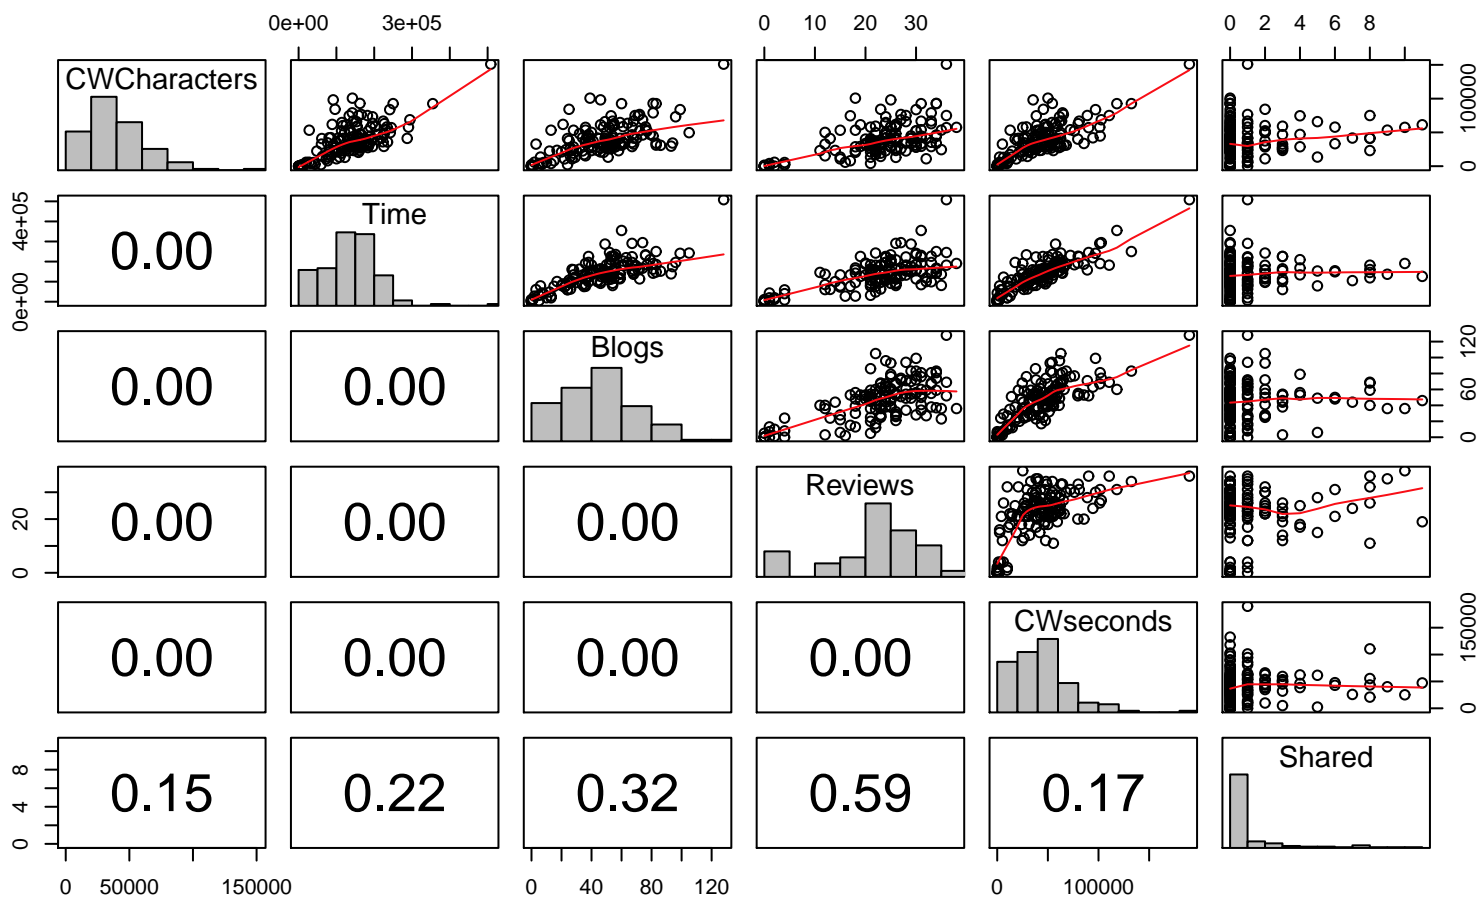 0e+00 3e+05 0 10 20 30 0 2 4 6 8
CWCharacters 0 100000
0e+00 4e+05 0.00 Time
0.00 0.00 Blogs 0 60 120
0 20 0.00 0.00 0.00 Reviews
0.00 0.00 0.00 0.00 CWseconds 0 150000
0 4 8 0.15 0.22 0.32 0.59 0.17 Shared
0 50000 150000 0 40 80 120 0 100000